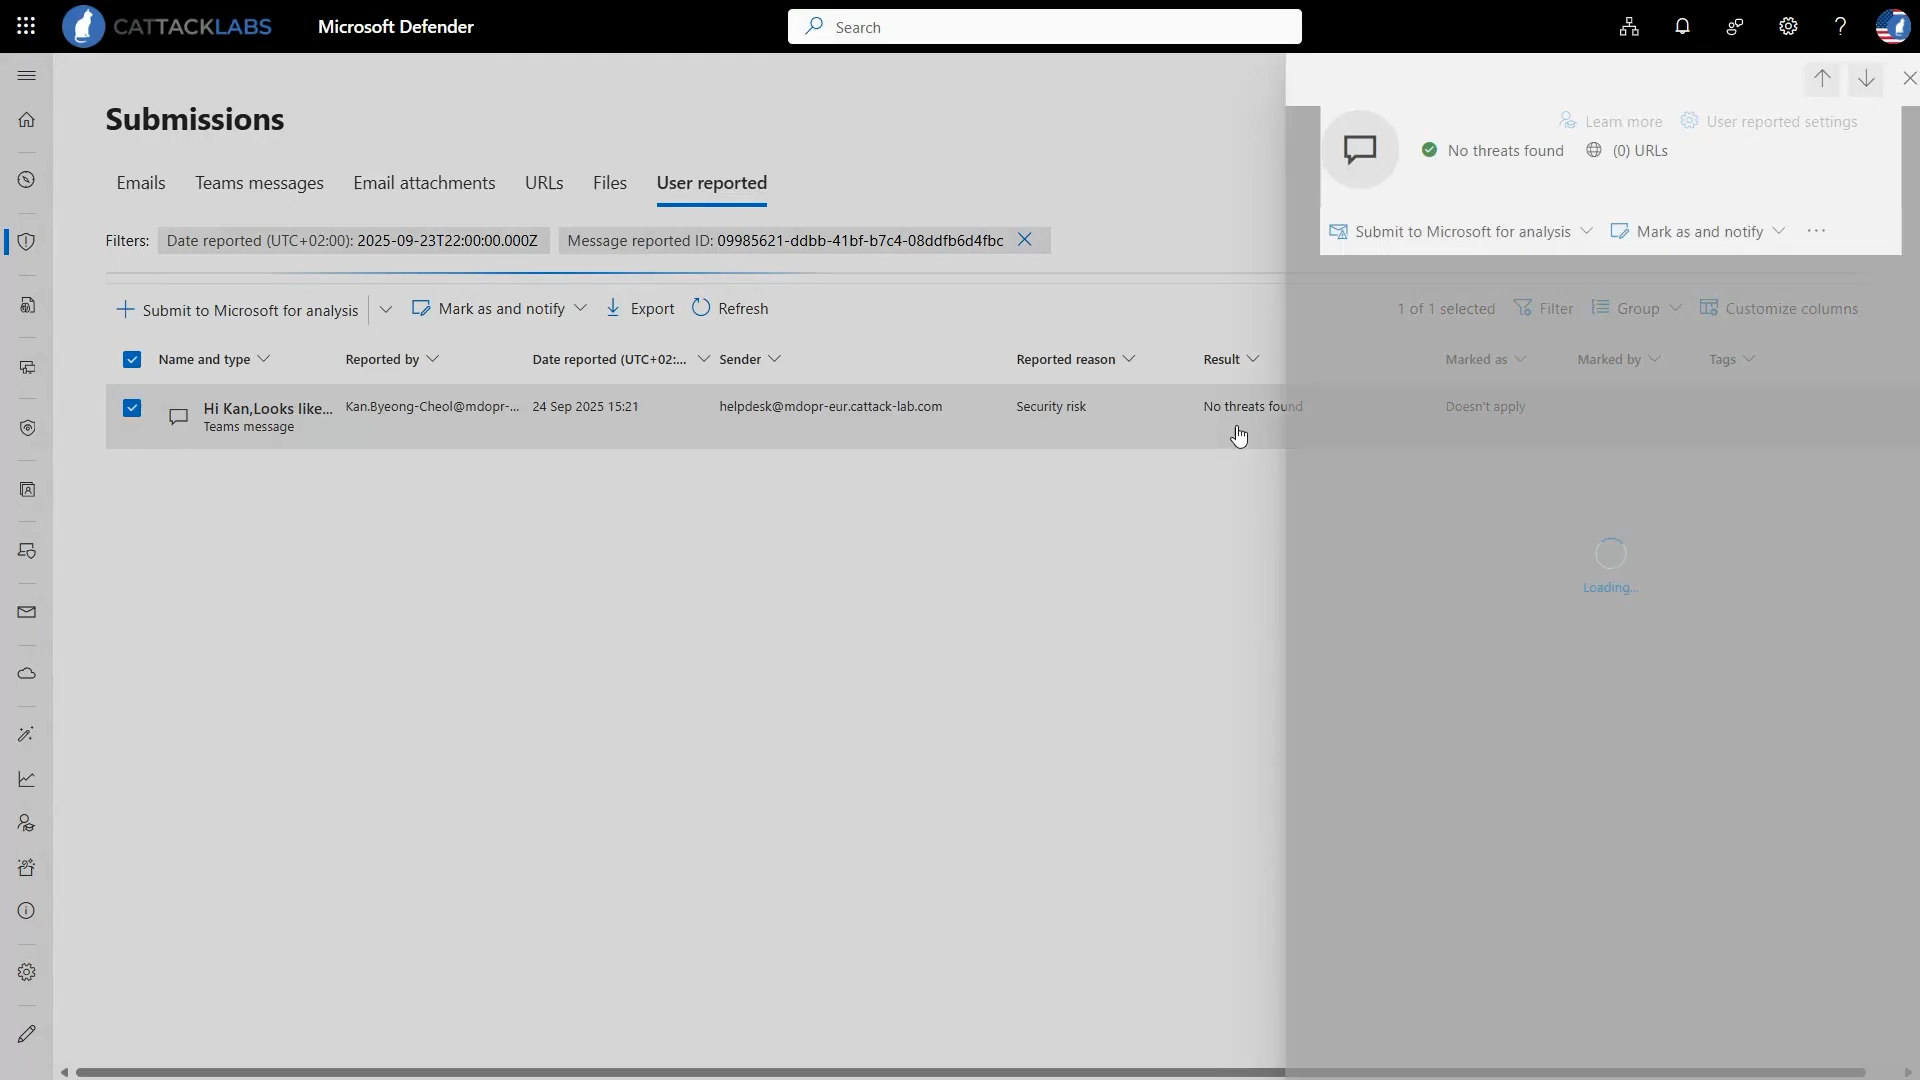 CATTACKLABS
Microsoft Defender
Search
Submissions
Learn more
User reported settings
No threats found
(0) URLs
Emails
Teams messages
Email attachments
URLs
Files
User reported
Submit to Microsoft for analysis
Mark as and notify
Filters:
Date reported (UTC+02:00): 2025-09-23T22:00:00.000Z
Message reported ID: 09985621-ddbb-41bf-b7c4-08ddfb6d4fbc
Submit to Microsoft for analysis
Mark as and notify
Export
Refresh
1 of 1 selected
Filter
Group
Customize columns
Name and type
Reported by
Date reported (UTC+02:...
Sender
Reported reason
Result
Marked as
Marked by
Tags
Hi Kan,Looks like...
Teams message
Kan.Byeong-Cheol@mdopr-...
24 Sep 2025 15:21
helpdesk@mdopr-eur.cattack-lab.com
Security risk
No threats found
Doesn't apply
Loading...